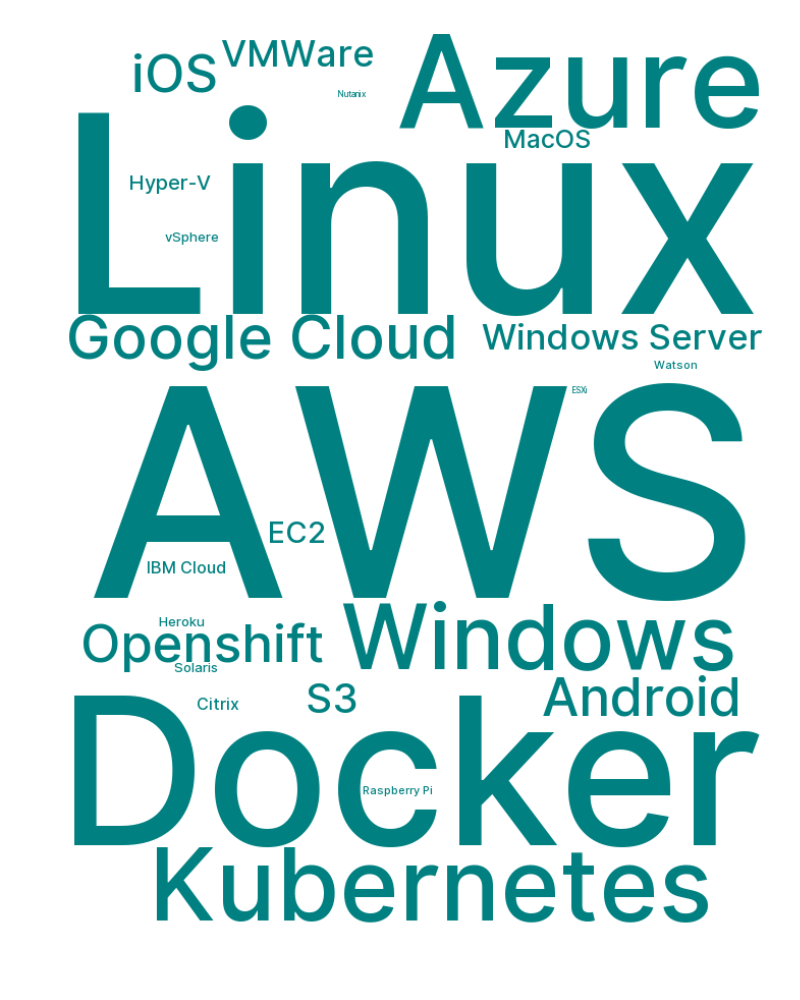 iOS
VMWare
Azure
Nutanix
MacOS
Linux
Hyper-V
vSphere
Google Cloud
Windows Server
Watson
AWS
ESXi
EC2
IBM Cloud
Heroku
Openshift
Windows
Solaris
S3
Android
Citrix
Docker
Raspberry Pi
Kubernetes